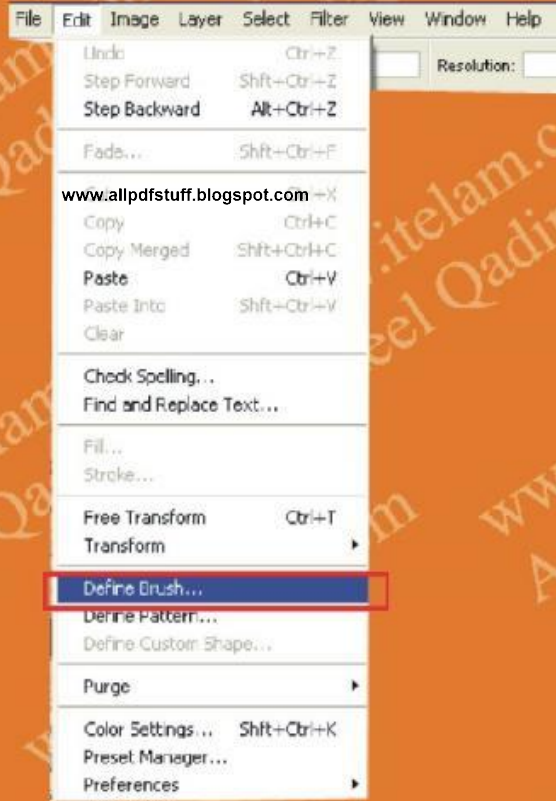 File Edit Image Layer Select Filter View Window Help
Undo Ctrl+Z
Resolution:
Step Forward Shft+Ctrl+Z
Step Backward Alt+Ctrl+Z
Fade... Shft+Ctrl+F
www.allpdfstuff.blogspot.com
Copy Ctrl+C
Copy Merged Shft+Ctrl+C
Paste Ctrl+V
Paste Into Shft+Ctrl+V
Clear
Check Spelling...
Find and Replace Text...
Fill...
Stroke...
Free Transform Ctrl+T
Transform
Define Brush...
Define Pattern...
Define Custom Shape...
Purge
Color Settings... Shft+Ctrl+K
Preset Manager...
Preferences